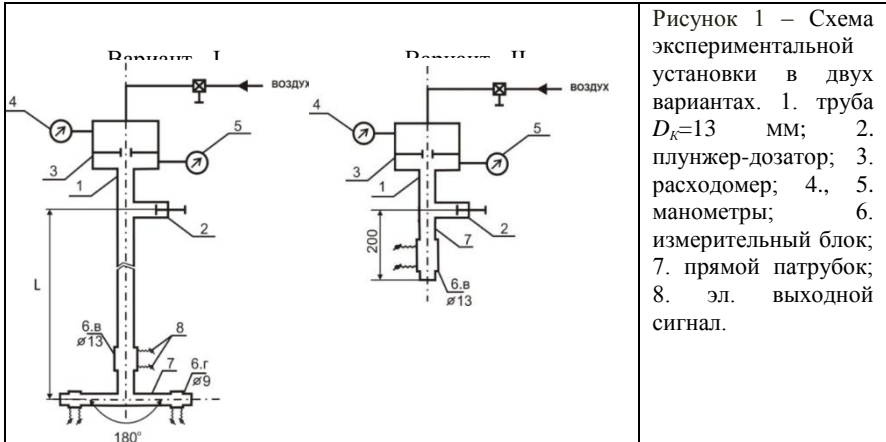 Вариант I
Вариант II
ВОЗДУХ
4
5
3
1
2
L
6.в
ø13
8
7
6.г
ø9
180°
ВОЗДУХ
4
5
3
1
2
200
7
6.в
ø13
Рисунок 1 – Схема
экспериментальной
установки в двух
вариантах. 1. труба
Dₖ=13 мм; 2.
плунжер-дозатор; 3.
расходомер; 4., 5.
манометры; 6.
измерительный блок;
7. прямой патрубок;
8. эл. выходной
сигнал.